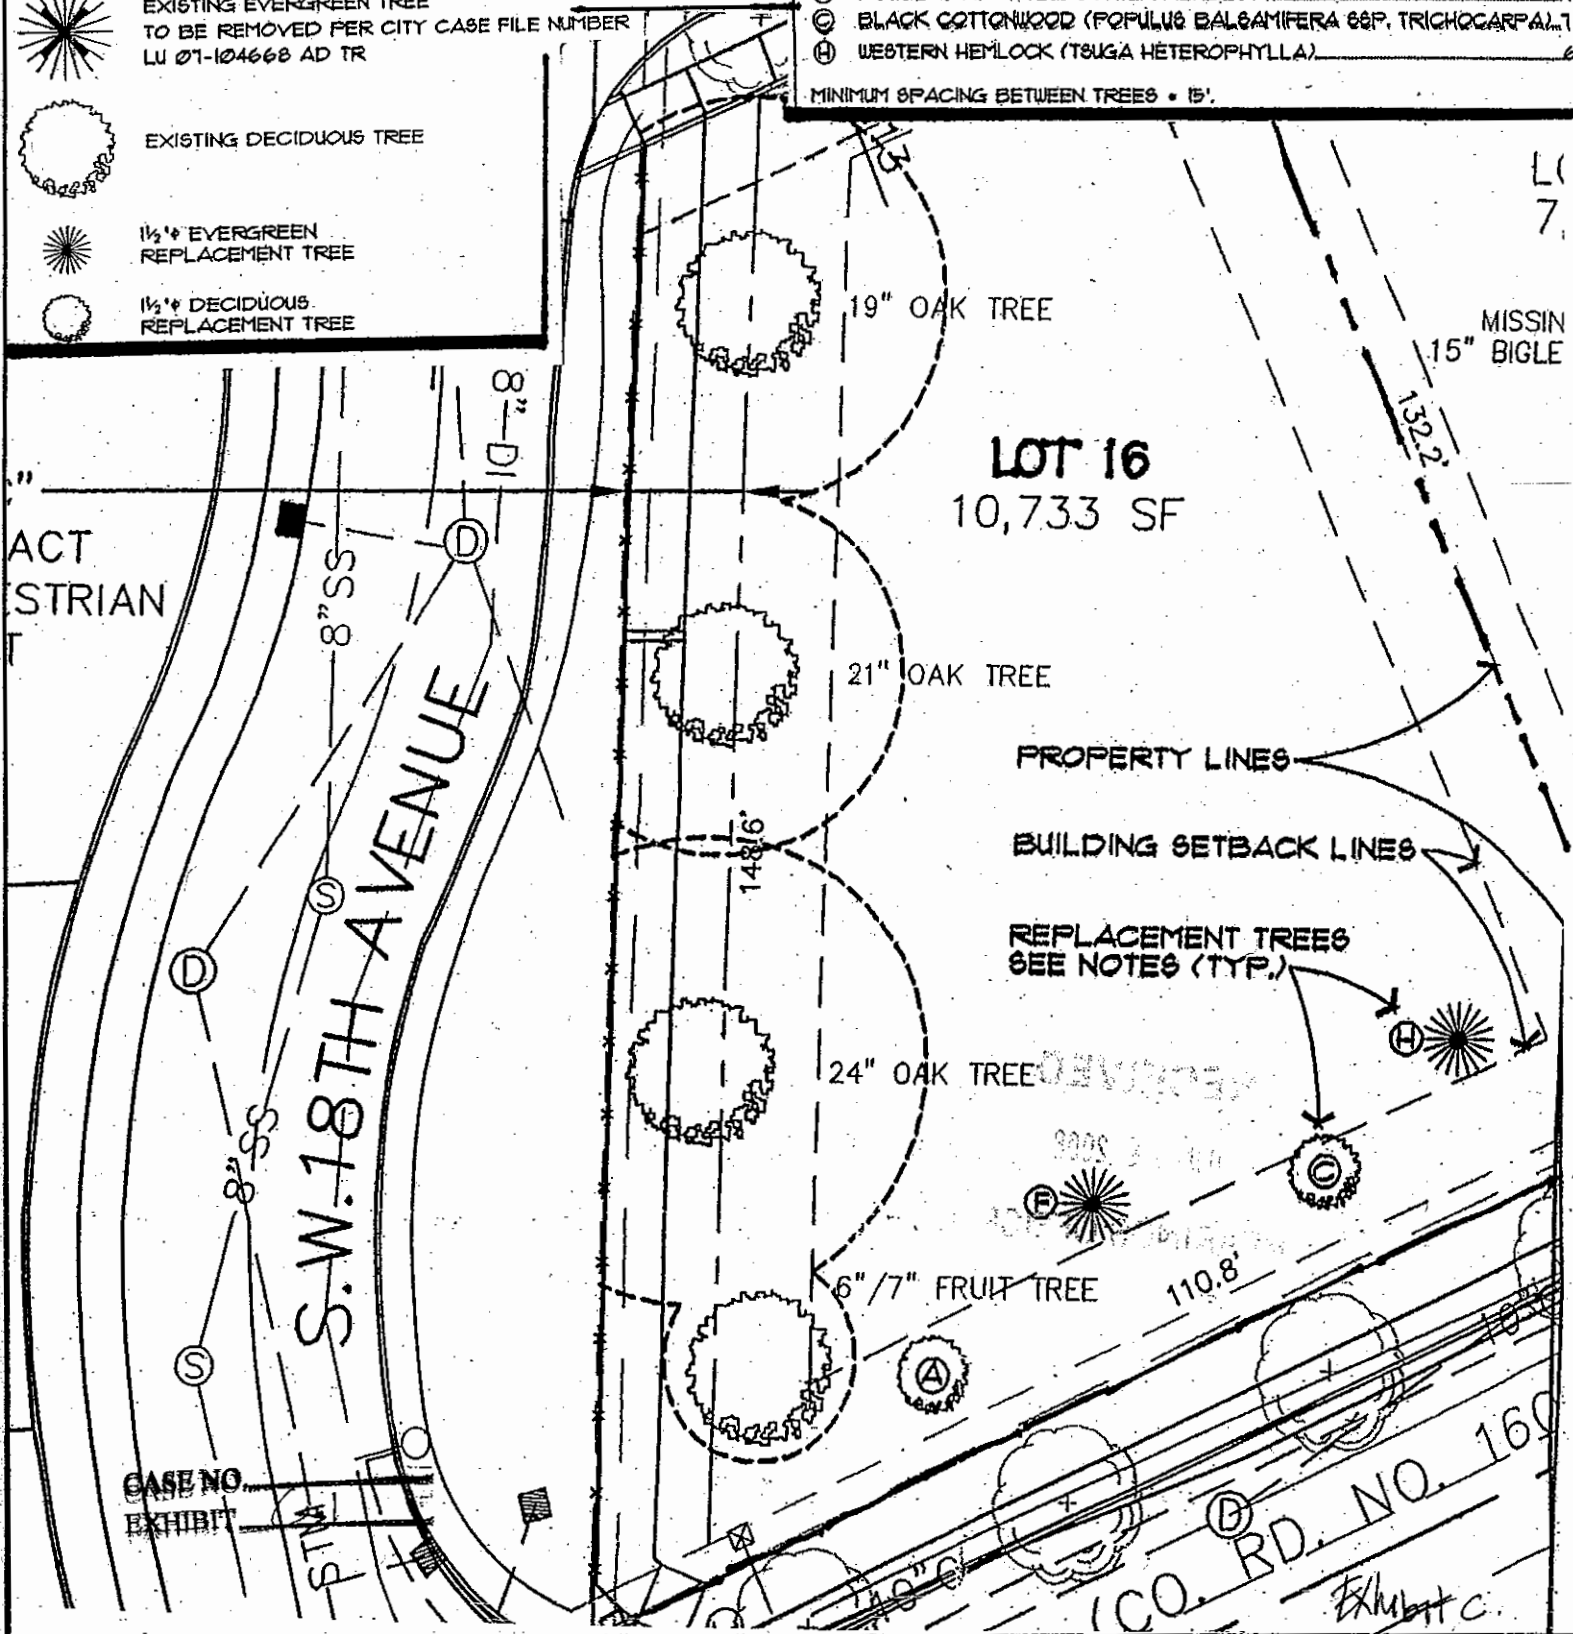 EXISTING EVERGREEN TREE
TO BE REMOVED PER CITY CASE FILE NUMBER
LU 07-104668 AD TR
EXISTING DECIDUOUS TREE
1½"ϕ EVERGREEN
REPLACEMENT TREE
1½"ϕ DECIDUOUS
REPLACEMENT TREE
Ⓒ BLACK COTTONWOOD (POPULUS BALSAMIFERA SSP. TRICHOCARPA)
Ⓗ WESTERN HEMLOCK (TSUGA HETEROPHYLLA)
MINIMUM SPACING BETWEEN TREES = 15'.
13
19" OAK TREE
MISSIN
15" BIGLE
132.2'
8" DI
LOT 16
10,733 SF
D
ACT
STRIAN
T
8"SS
21" OAK TREE
S.W.18TH AVENUE
PROPERTY LINES
148.6'
BUILDING SETBACK LINES
S
D
REPLACEMENT TREES
SEE NOTES (TYP.)
H
24" OAK TREE
8" SS
C
F
6"/7" FRUIT TREE
110.8'
S
A
CASE NO.
EXHIBIT
STM
D
(CO. RD. NO. 160
Exhibit C.